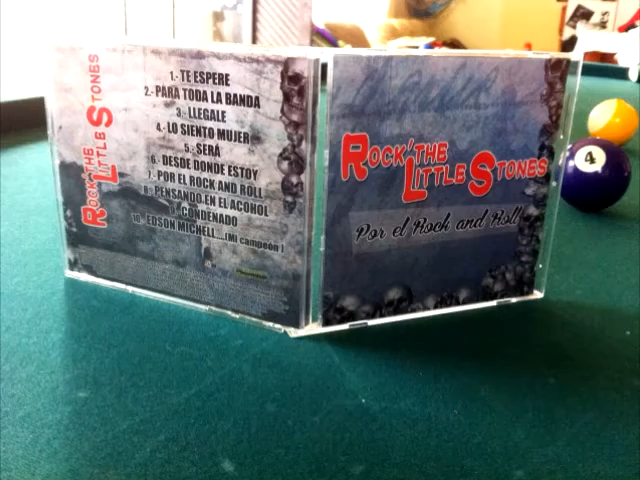 ROCK'THE
LITTLE STONES
1.- TE ESPERE
2.- PARA TODA LA BANDA
3.- LLEGALE
4.- LO SIENTO MUJER
5.- SERÁ
6.- DESDE DONDE ESTOY
7.- POR EL ROCK AND ROLL
8.- PENSANDO EN EL ACOHOL
9.- CONDENADO
10.- EDSON MICHELL....(Mi campeón )
ROCK'THE
LITTLE STONES
Por el Rock and Roll
4